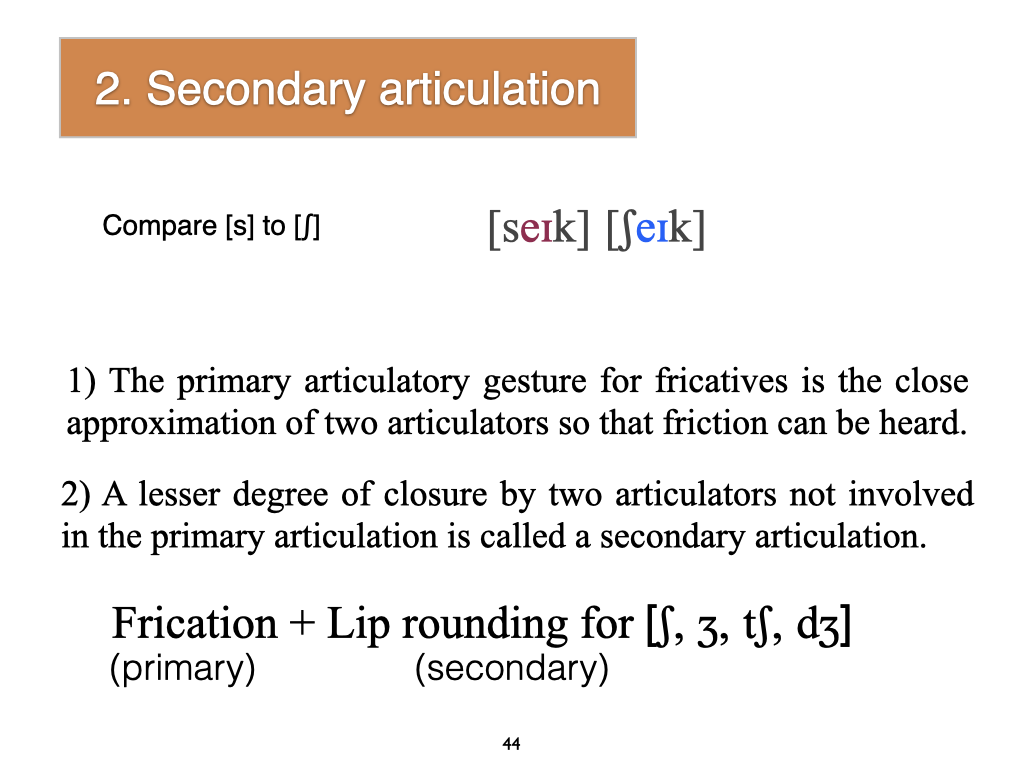 2. Secondary articulation
Compare [s] to [ʃ]
[seɪk] [ʃeɪk]
1) The primary articulatory gesture for fricatives is the close
approximation of two articulators so that friction can be heard.
2) A lesser degree of closure by two articulators not involved
in the primary articulation is called a secondary articulation.
Frication + Lip rounding for [ʃ, ʒ, tʃ, dʒ]
(primary) (secondary)
44